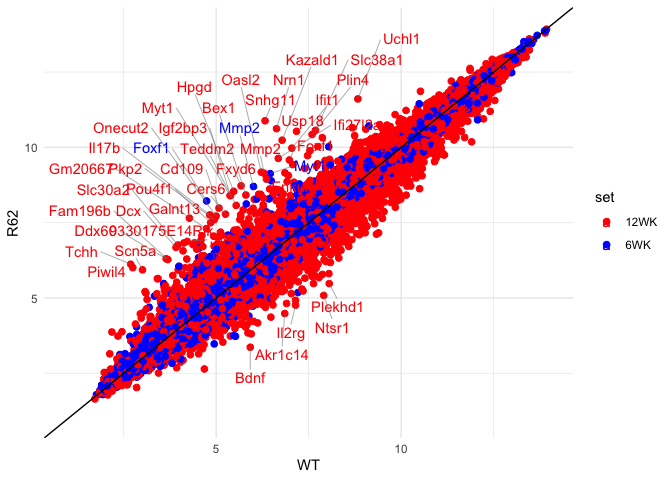 Uchl1
Kazald1
Slc38a1
Oasl2
Nrn1
Plin4
Hpgd
Snhg11
Ifit1
Myt1
Bex1
Usp18
Ifi27l2a
Onecut2
Igf2bp3
Mmp2
Il17b
Foxf1
Teddm2
Mmp2
Gm20667
Pkp2
Cd109
Fxyd6
Myt1
Slc30a2
Pou4f1
Cers6
Fam196b
Dcx
Galnt13
Ddx60
Tchh
Scn5a
Piwil4
Plekhd1
Ntsr1
Il2rg
Akr1c14
Bdnf
10
5
R62
5
10
WT
set
12WK
6WK